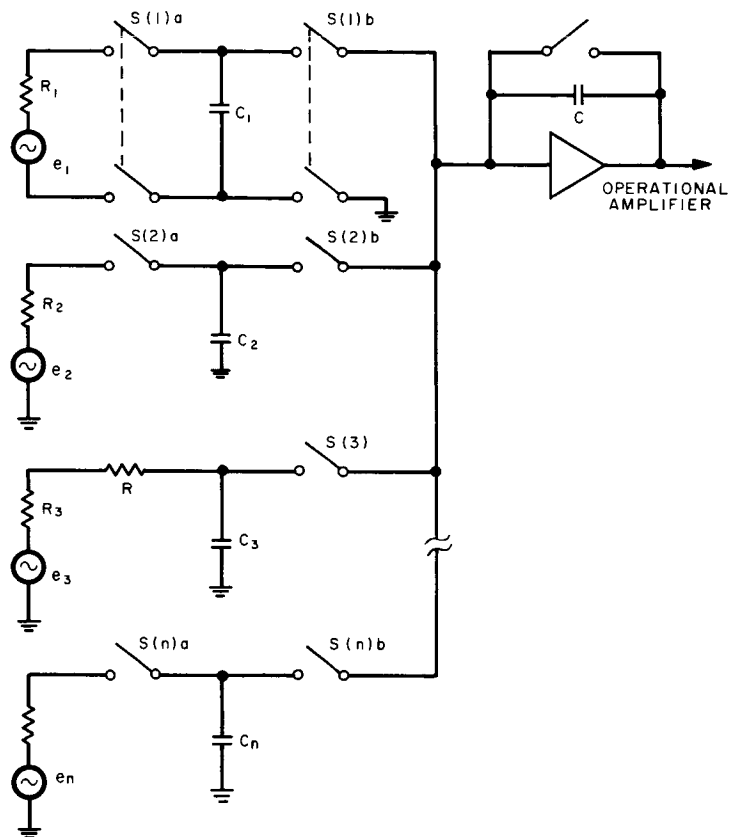 S(1)a
S(1)b
R1
C1
e1
C
OPERATIONAL
AMPLIFIER
S(2)a
S(2)b
R2
C2
e2
S(3)
R
R3
C3
e3
S(n)a
S(n)b
Cn
en